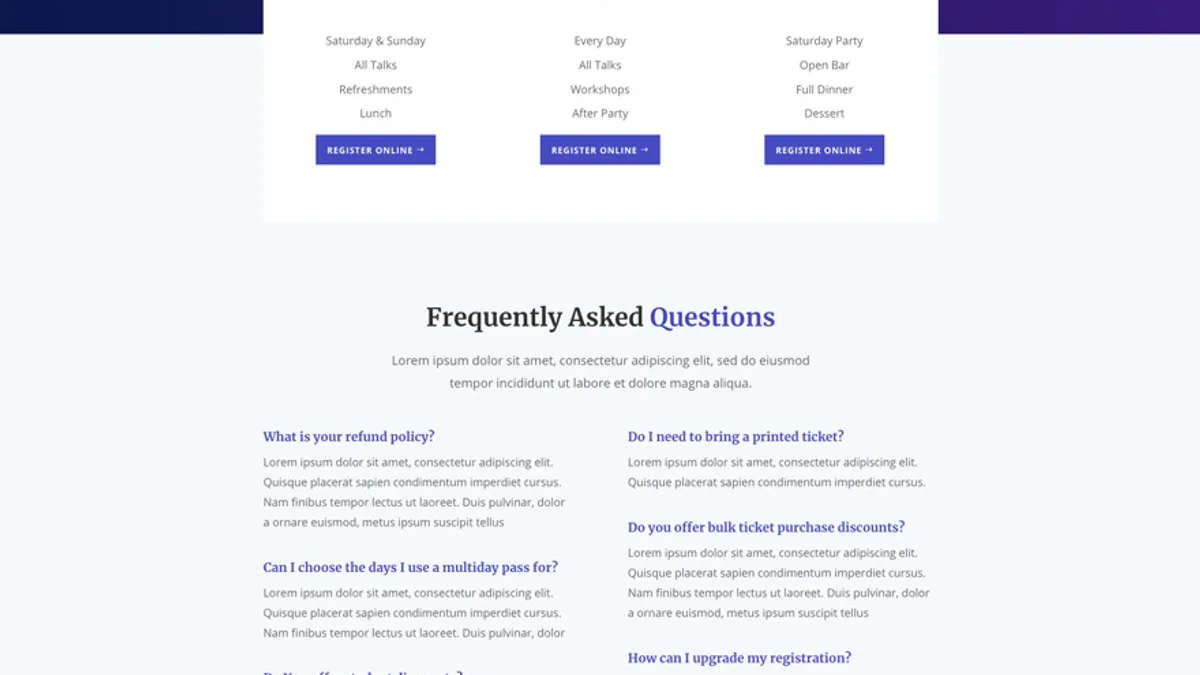 Saturday & Sunday
All Talks
Refreshments
Lunch
REGISTER ONLINE →
Every Day
All Talks
Workshops
After Party
REGISTER ONLINE →
Saturday Party
Open Bar
Full Dinner
Dessert
REGISTER ONLINE →
Frequently Asked Questions
Lorem ipsum dolor sit amet, consectetur adipiscing elit, sed do eiusmod
tempor incididunt ut labore et dolore magna aliqua.
What is your refund policy?
Lorem ipsum dolor sit amet, consectetur adipiscing elit.
Quisque placerat sapien condimentum imperdiet cursus.
Nam finibus tempor lectus ut laoreet. Duis pulvinar, dolor
a ornare euismod, metus ipsum suscipit tellus
Can I choose the days I use a multiday pass for?
Lorem ipsum dolor sit amet, consectetur adipiscing elit.
Quisque placerat sapien condimentum imperdiet cursus.
Nam finibus tempor lectus ut laoreet. Duis pulvinar, dolor
Do I need to bring a printed ticket?
Lorem ipsum dolor sit amet, consectetur adipiscing elit.
Quisque placerat sapien condimentum imperdiet cursus.
Do you offer bulk ticket purchase discounts?
Lorem ipsum dolor sit amet, consectetur adipiscing elit.
Quisque placerat sapien condimentum imperdiet cursus.
Nam finibus tempor lectus ut laoreet. Duis pulvinar, dolor
a ornare euismod, metus ipsum suscipit tellus
How can I upgrade my registration?